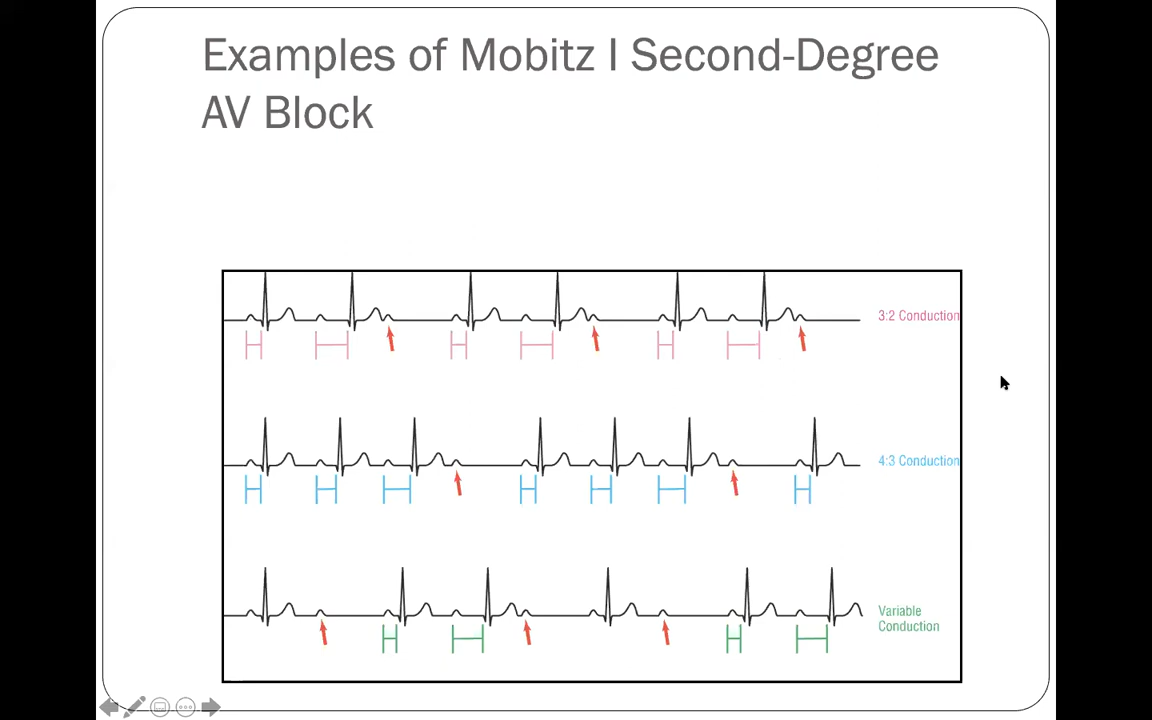 Examples of Mobitz I Second-Degree
AV Block
3:2 Conduction
4:3 Conduction
Variable
Conduction